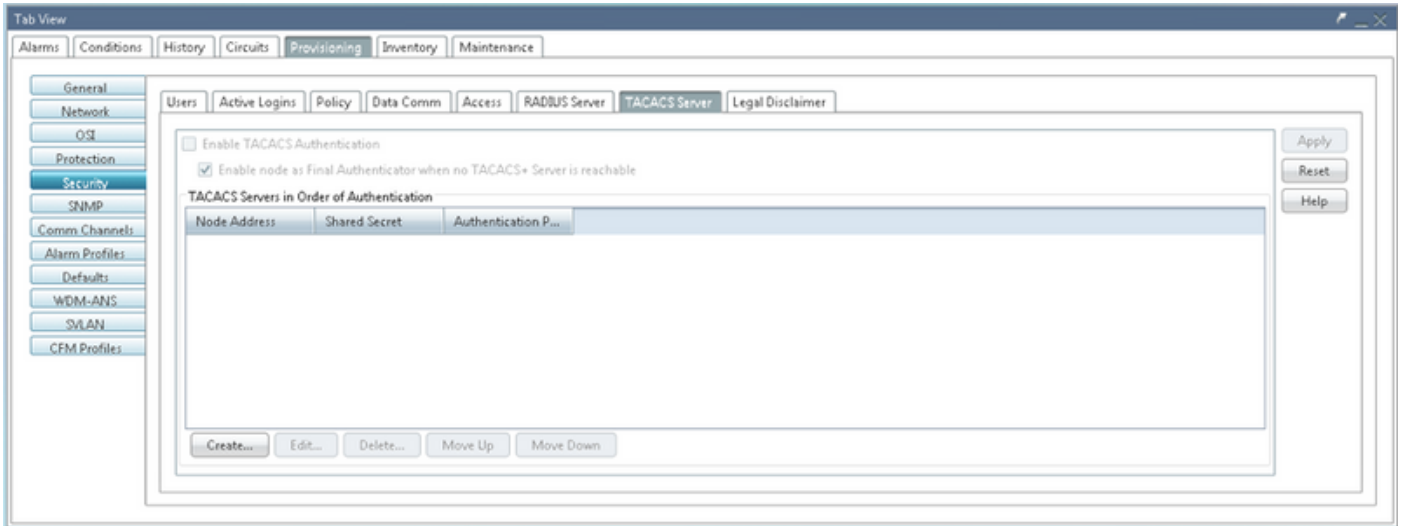 Tab View
Alarms Conditions History Circuits Provisioning Inventory Maintenance
General
Network
OSI
Protection
Security
SNMP
Comm Channels
Alarm Profiles
Defaults
WDM-ANS
SVLAN
CFM Profiles
Users Active Logins Policy Data Comm Access RADIUS Server TACACS Server Legal Disclaimer
Enable TACACS Authentication
Enable node as Final Authenticator when no TACACS+ Server is reachable
TACACS Servers in Order of Authentication
Node Address Shared Secret Authentication P...
Create... Edit... Delete... Move Up Move Down
Apply
Reset
Help